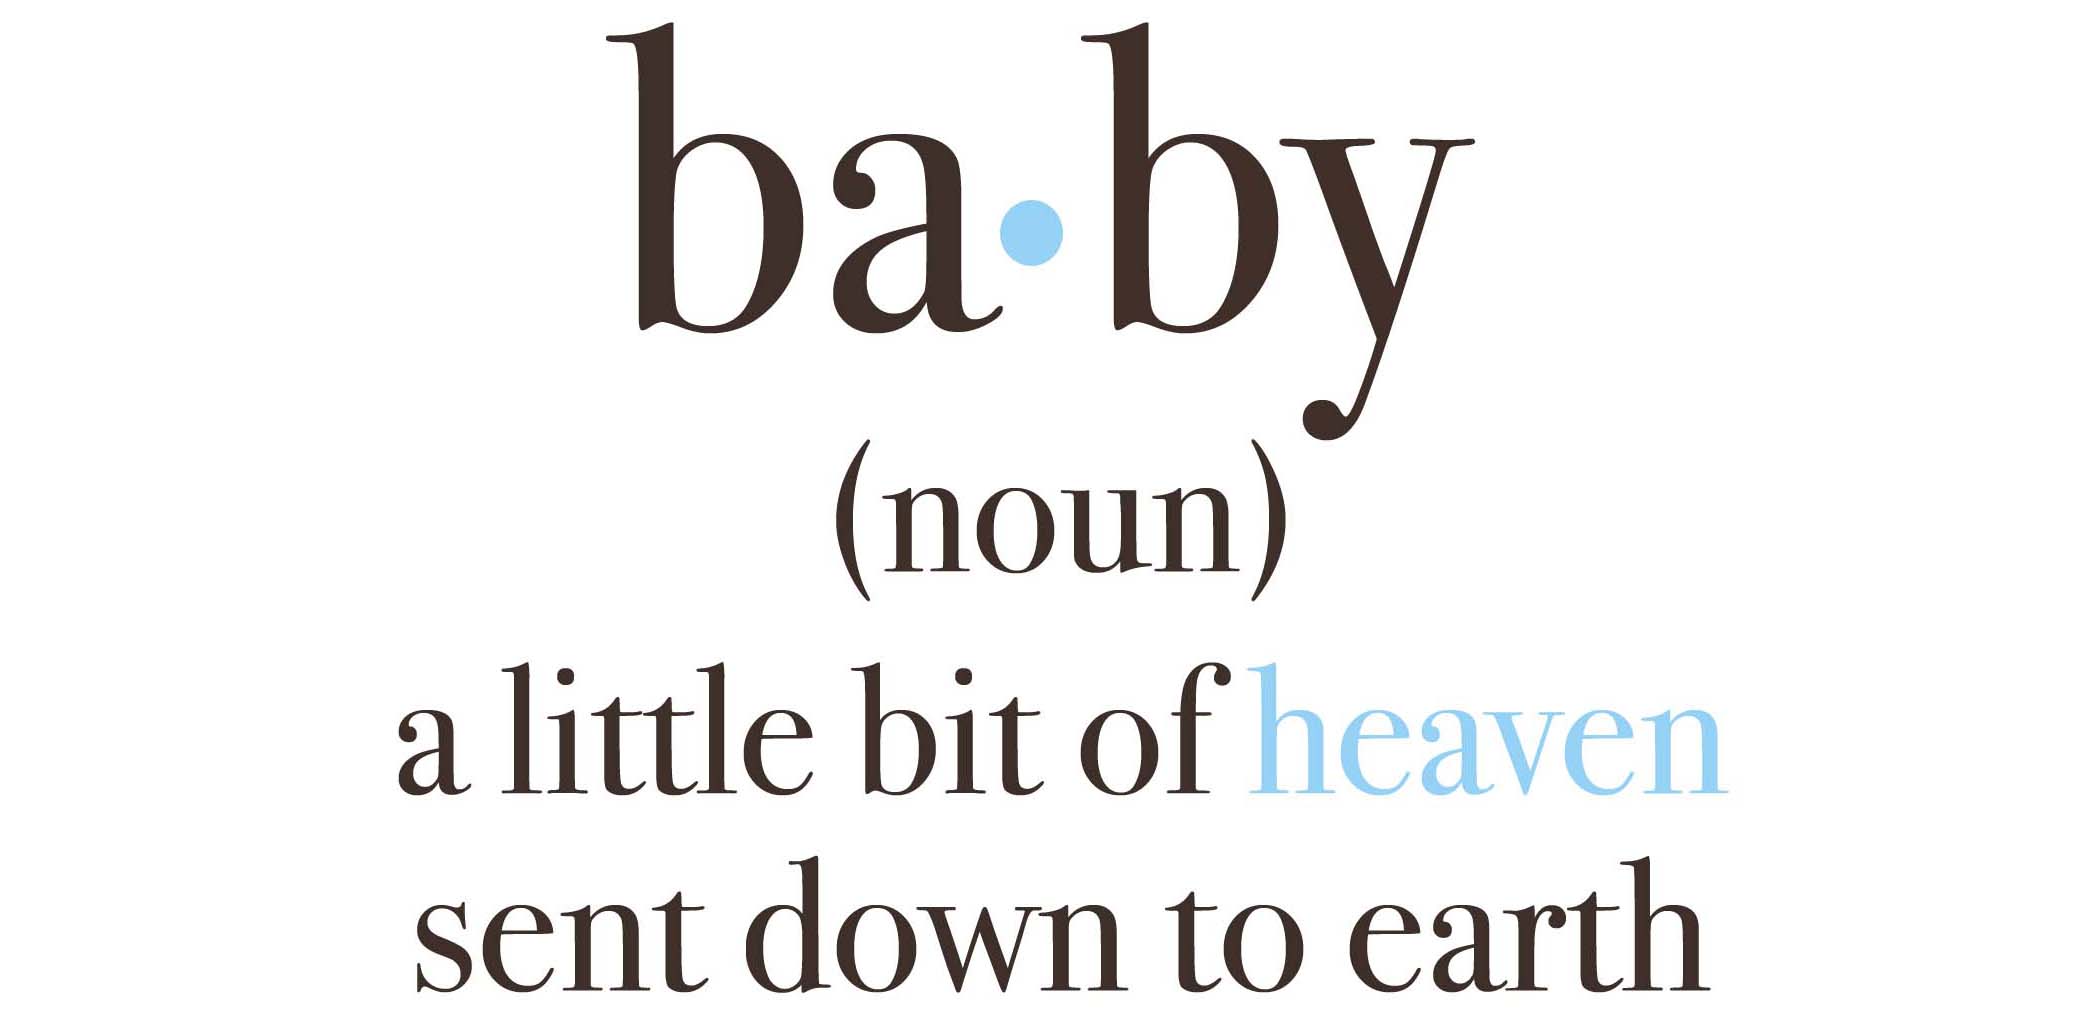 ba•by
(noun)
a little bit of heaven
sent down to earth